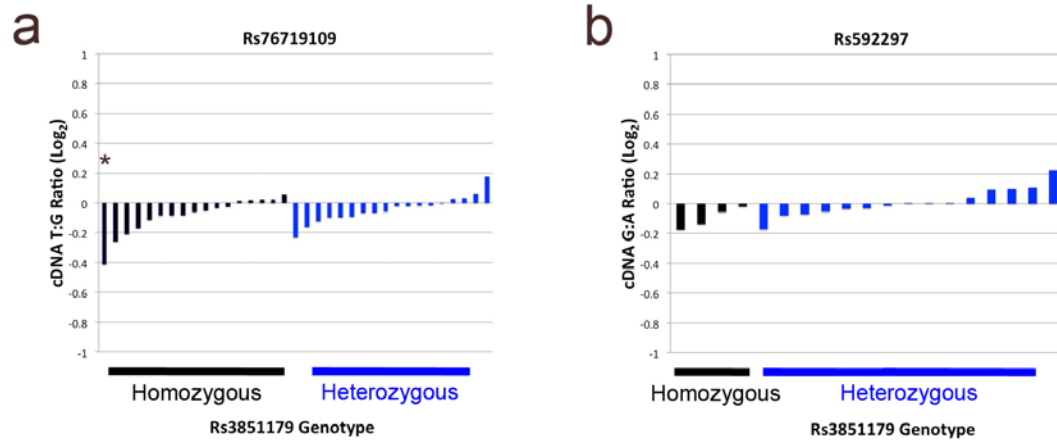 a
Rs76719109
1
0.8
0.6
0.4
0.2
0
-0.2
-0.4
-0.6
-0.8
-1
cDNA T:G Ratio (Log2)
*
Homozygous
Heterozygous
Rs3851179 Genotype
b
Rs592297
1
0.8
0.6
0.4
0.2
0
-0.2
-0.4
-0.6
-0.8
-1
cDNA G:A Ratio (Log2)
Homozygous
Heterozygous
Rs3851179 Genotype